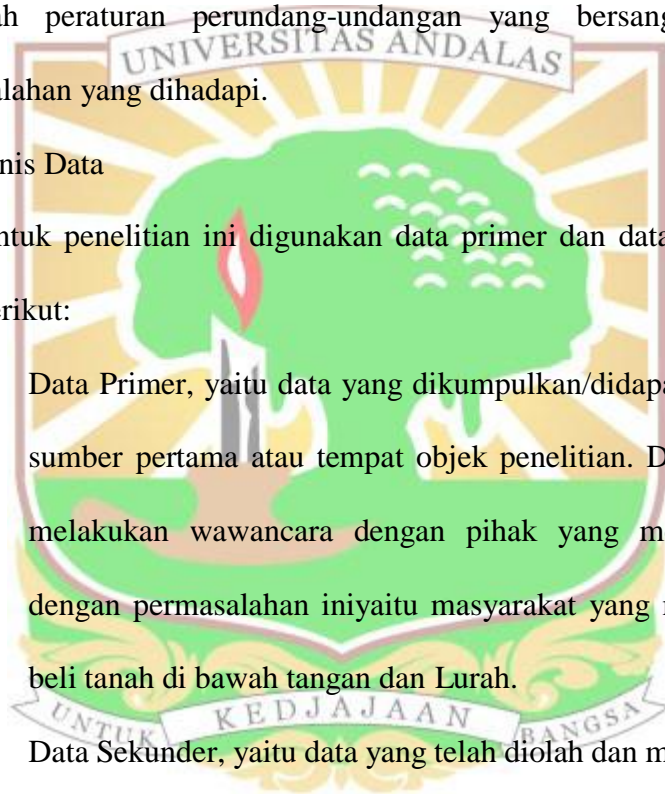 ah peraturan perundang-undangan yang bersang
UNIVERSITAS ANDALAS
alahan yang dihadapi.
nis Data
ntuk penelitian ini digunakan data primer dan data
erikut:
Data Primer, yaitu data yang dikumpulkan/didapa
sumber pertama atau tempat objek penelitian. D
melakukan wawancara dengan pihak yang m
dengan permasalahan iniyaitu masyarakat yang
beli tanah di bawah tangan dan Lurah.
UNTUK KEDJAJAAN BANGSA
Data Sekunder, yaitu data yang telah diolah dan m